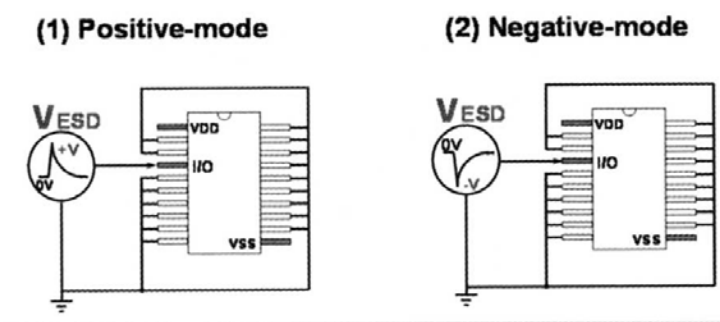 (1) Positive-mode
(2) Negative-mode
VESD
+V
0V
VDD
I/O
VSS
VESD
0V
-V
VDD
I/O
VSS